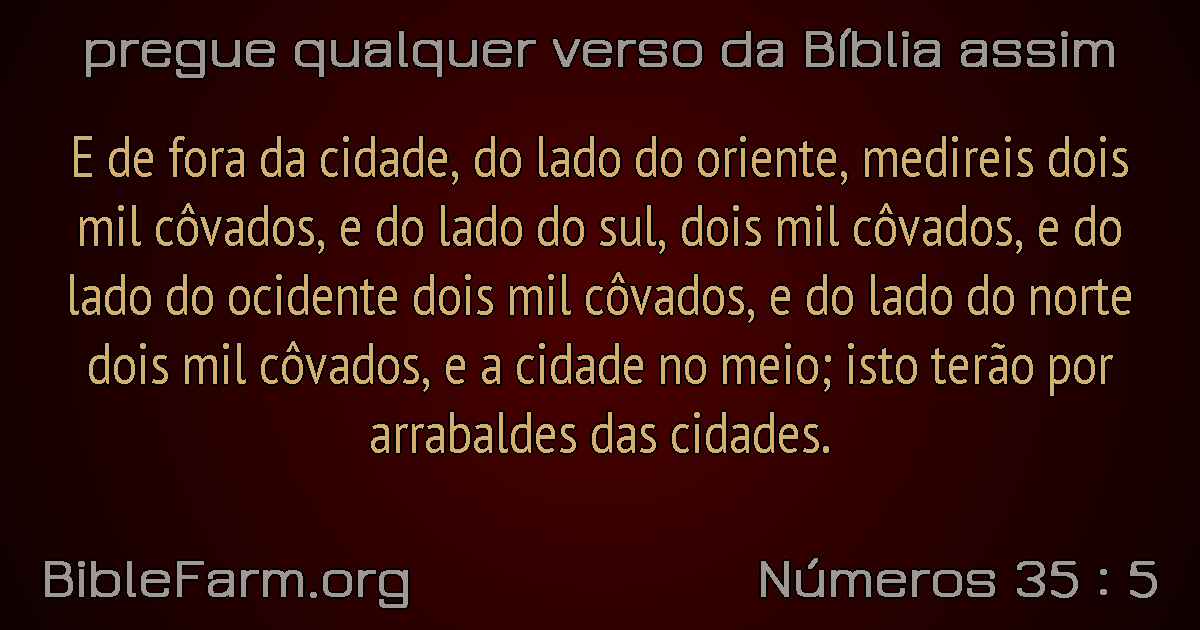 pregue qualquer verso da Bíblia assim
E de fora da cidade, do lado do oriente, medireis dois
mil côvados, e do lado do sul, dois mil côvados, e do
lado do ocidente dois mil côvados, e do lado do norte
dois mil côvados, e a cidade no meio; isto terão por
arrabaldes das cidades.
BibleFarm.org
Números 35 : 5